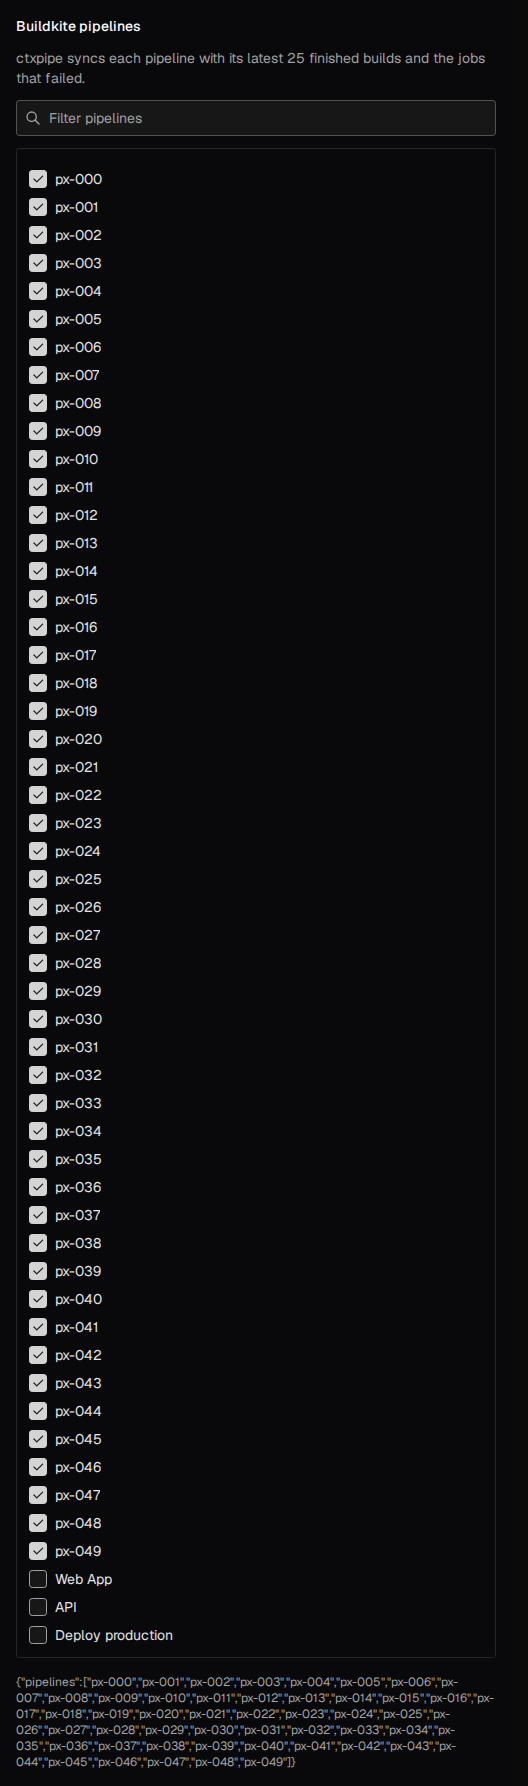 Buildkite pipelines
ctxpipe syncs each pipeline with its latest 25 finished builds and the jobs
that failed.
Filter pipelines
px-000
px-001
px-002
px-003
px-004
px-005
px-006
px-007
px-008
px-009
px-010
px-011
px-012
px-013
px-014
px-015
px-016
px-017
px-018
px-019
px-020
px-021
px-022
px-023
px-024
px-025
px-026
px-027
px-028
px-029
px-030
px-031
px-032
px-033
px-034
px-035
px-036
px-037
px-038
px-039
px-040
px-041
px-042
px-043
px-044
px-045
px-046
px-047
px-048
px-049
Web App
API
Deploy production
{"pipelines":["px-000","px-001","px-002","px-003","px-004","px-005","px-006","px-
007","px-008","px-009","px-010","px-011","px-012","px-013","px-014","px-015","px-016","px-
017","px-018","px-019","px-020","px-021","px-022","px-023","px-024","px-025","px-
026","px-027","px-028","px-029","px-030","px-031","px-032","px-033","px-034","px-
035","px-036","px-037","px-038","px-039","px-040","px-041","px-042","px-043","px-
044","px-045","px-046","px-047","px-048","px-049"]}